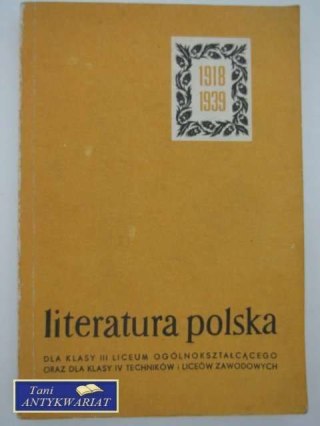 1918
1939
literatura polska
DLA KLASY III LICEUM OGÓLNOKSZTAŁCĄCEGO
ORAZ DLA KLASY IV TECHNIKÓW I LICEÓW ZAWODOWYCH
Tani
ANTYKWARIAT